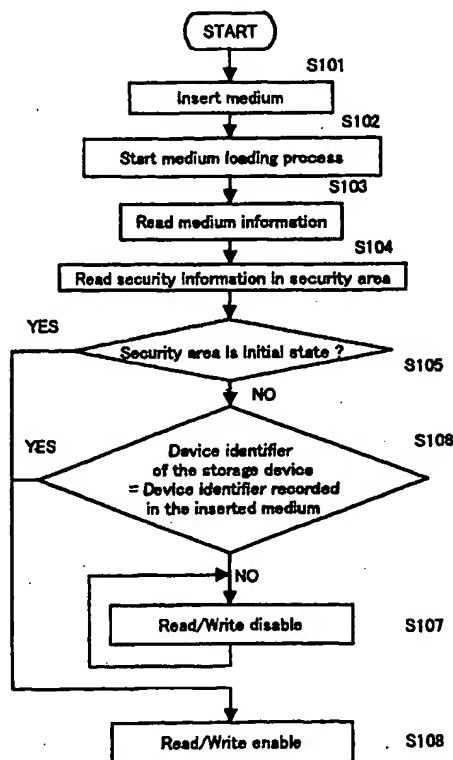 START
S101
Insert medium
S102
Start medium loading process
S103
Read medium information
S104
Read security information in security area
YES
Security area is initial state ?
S105
NO
YES
S106
Device identifier
of the storage device
= Device identifier recorded
in the inserted medium
NO
Read/Write disable
S107
Read/Write enable
S108